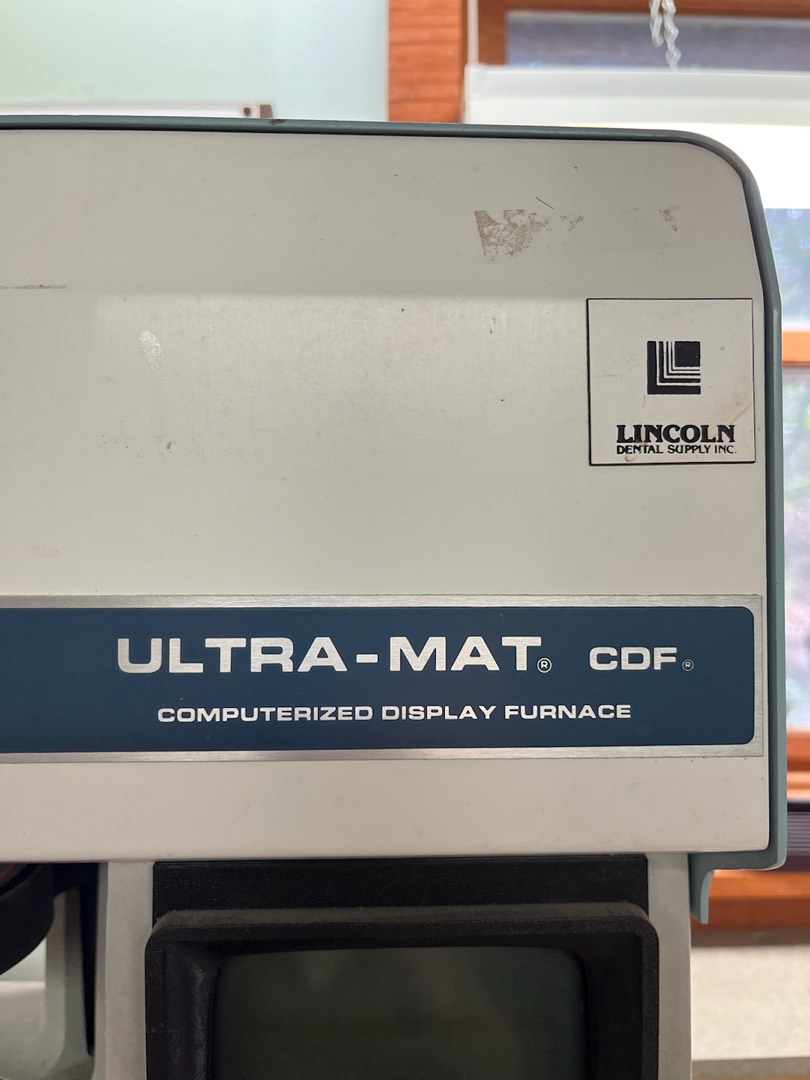 LINCOLN
DENTAL SUPPLY INC.
ULTRA-MAT® CDF®
COMPUTERIZED DISPLAY FURNACE